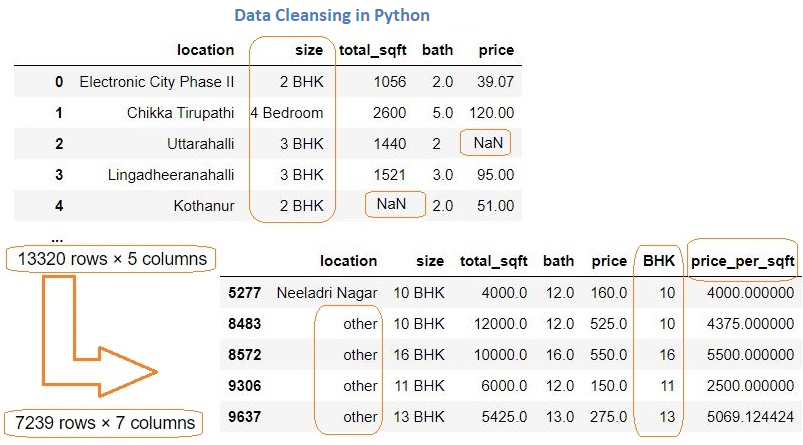 Data Cleansing in Python
location size total_sqft bath price
0 Electronic City Phase II 2 BHK 1056 2.0 39.07
1 Chikka Tirupathi 4 Bedroom 2600 5.0 120.00
2 Uttarahalli 3 BHK 1440 2 NaN
3 Lingadheeranahalli 3 BHK 1521 3.0 95.00
4 Kothanur 2 BHK NaN 2.0 51.00
...
13320 rows × 5 columns
location size total_sqft bath price BHK price_per_sqft
5277 Neeladri Nagar 10 BHK 4000.0 12.0 160.0 10 4000.000000
8483 other 10 BHK 12000.0 12.0 525.0 10 4375.000000
8572 other 16 BHK 10000.0 16.0 550.0 16 5500.000000
9306 other 11 BHK 6000.0 12.0 150.0 11 2500.000000
9637 other 13 BHK 5425.0 13.0 275.0 13 5069.124424
7239 rows × 7 columns